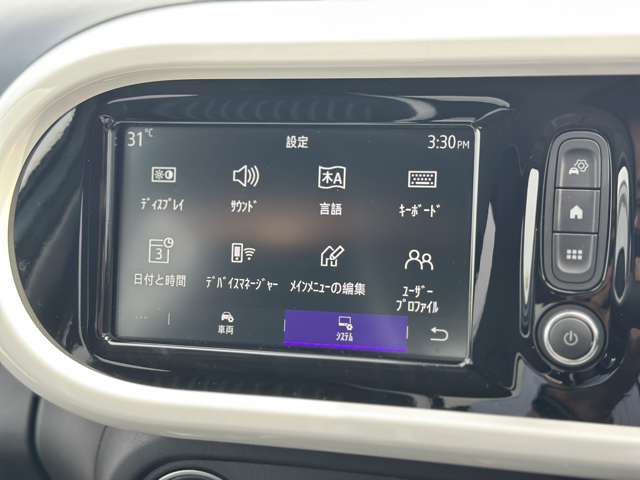 31°C 設定 3:30PM
ディスプレイ サウンド 言語 キーボード
日付と時間 デバイスマネージャー メインメニューの編集 ユーザー
プロファイル
... 車両 システム